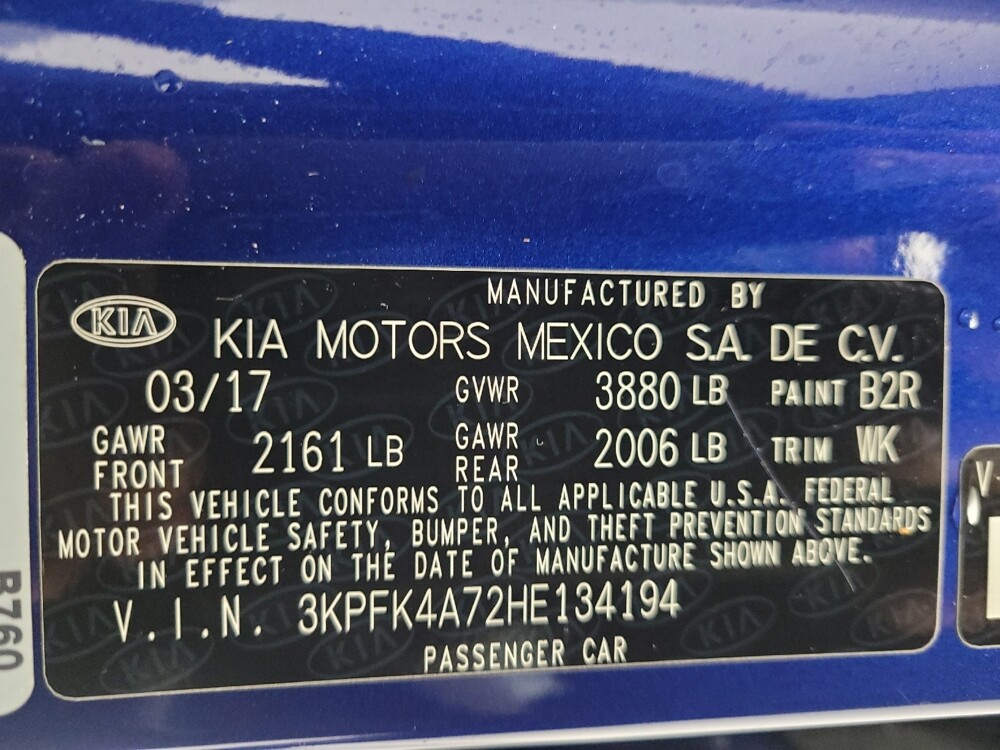 MANUFACTURED BY
KIA KIA MOTORS MEXICO S.A. DE C.V.
03/17 GVWR 3880 LB PAINT B2R
GAWR FRONT 2161 LB GAWR REAR 2006 LB TRIM WK
THIS VEHICLE CONFORMS TO ALL APPLICABLE U.S.A. FEDERAL
MOTOR VEHICLE SAFETY, BUMPER, AND THEFT PREVENTION STANDARDS
IN EFFECT ON THE DATE OF MANUFACTURE SHOWN ABOVE.
V.I.N. 3KPFK4A72HE134194
PASSENGER CAR
B760